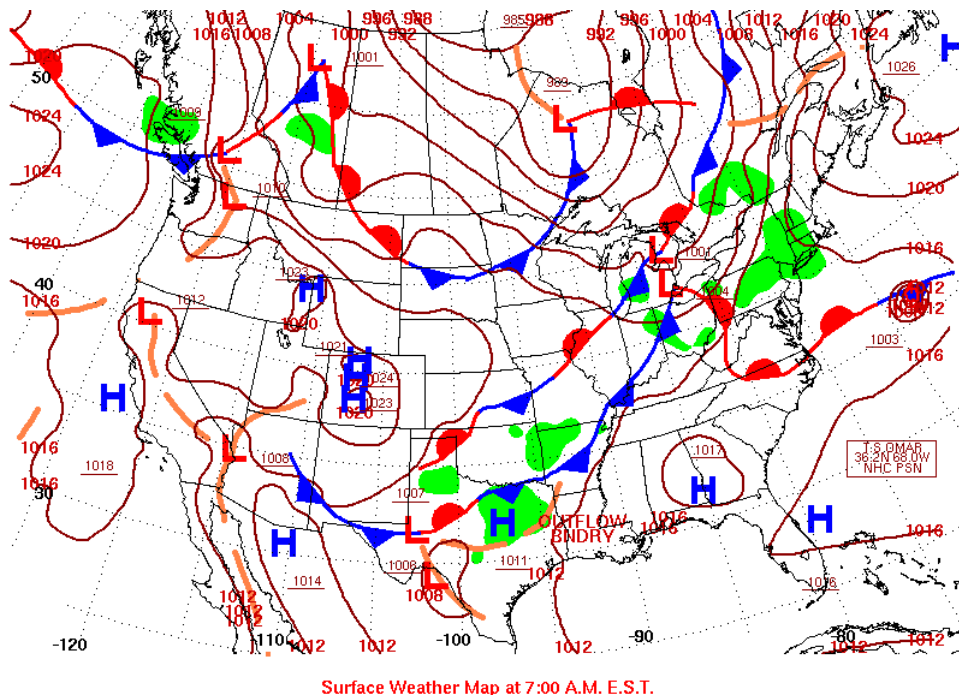 1012 1004 996 988 985 988 996 1004 1012 1020
1016 1008 1000 992 992 1000 1008 1016 1024
L 1001 H
50 989 1026
1024 1009 L 1024
L
1024 1010 L 1020
1020 1016
L 1001
1023 H
40 1016 1012 1020 L 1004 1012
L 1012
1021 H 1003 1016
1024
H H 1023
1020
1016 L 1008 1017 T.S.OMAR
36.2N 68.0W
NHC PSN
1018 1016
30 1007 H
H L H OUTFLOW
BNDRY 1016 H 1016
1006 1011
1014 L 1012 1016
1012 1008
1012
1012
-120 -110 1012 1012 -100 -90 80 1012 1012
Surface Weather Map at 7:00 A.M. E.S.T.